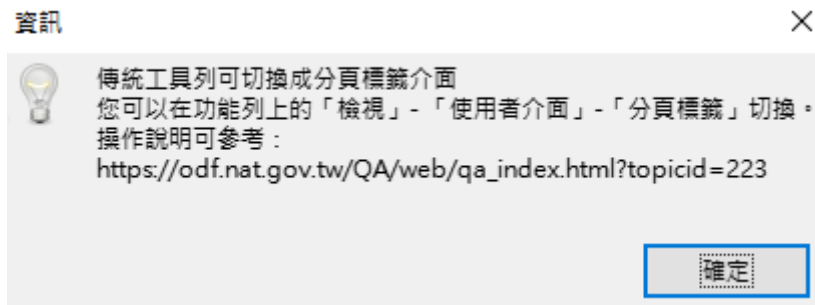 資訊
傳統工具列可切換成分頁標籤介面
您可以在功能列上的「檢視」-「使用者介面」-「分頁標籤」切換。
操作說明可參考：
https://odf.nat.gov.tw/QA/web/qa_index.html?topicid=223
確定